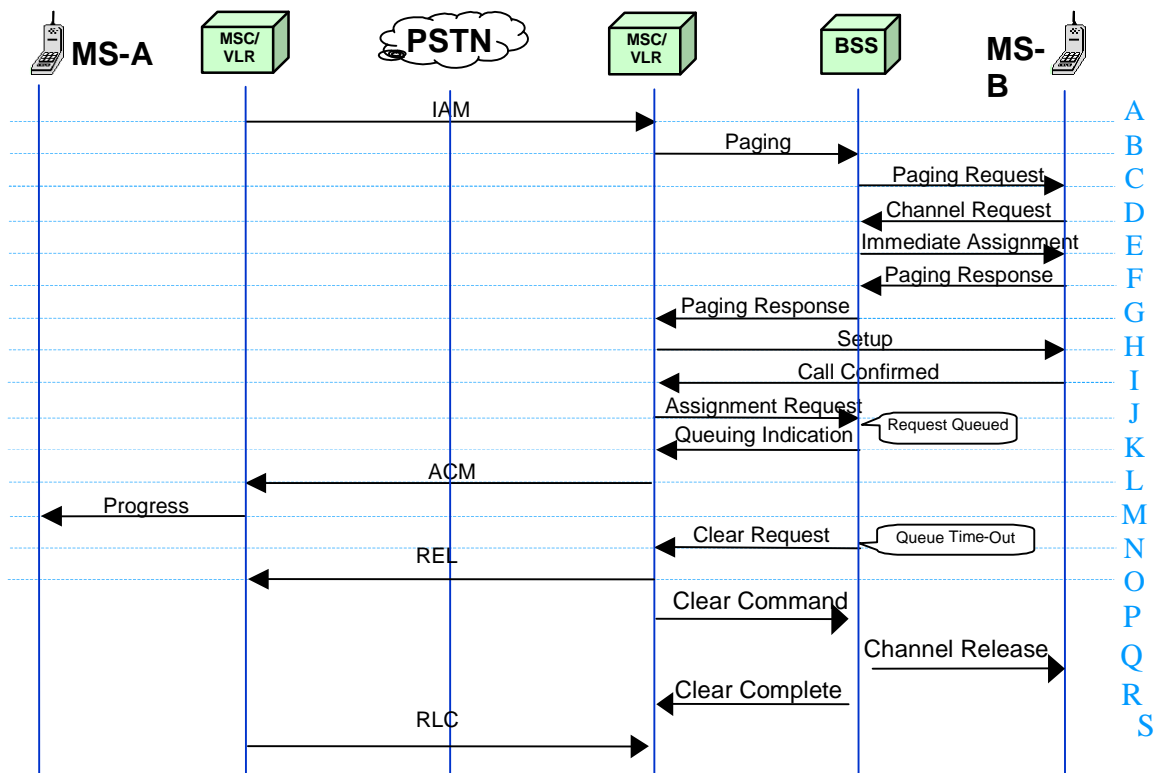 MS-A
MSC/
VLR
PSTN
MSC/
VLR
BSS
MS-
B
IAM
A
Paging
B
Paging Request
C
Channel Request
D
Immediate Assignment
E
Paging Response
F
Paging Response
G
Setup
H
Call Confirmed
I
Assignment Request
Request Queued
J
Queuing Indication
K
ACM
L
Progress
M
Clear Request
Queue Time-Out
N
REL
O
Clear Command
P
Channel Release
Q
Clear Complete
R
RLC
S